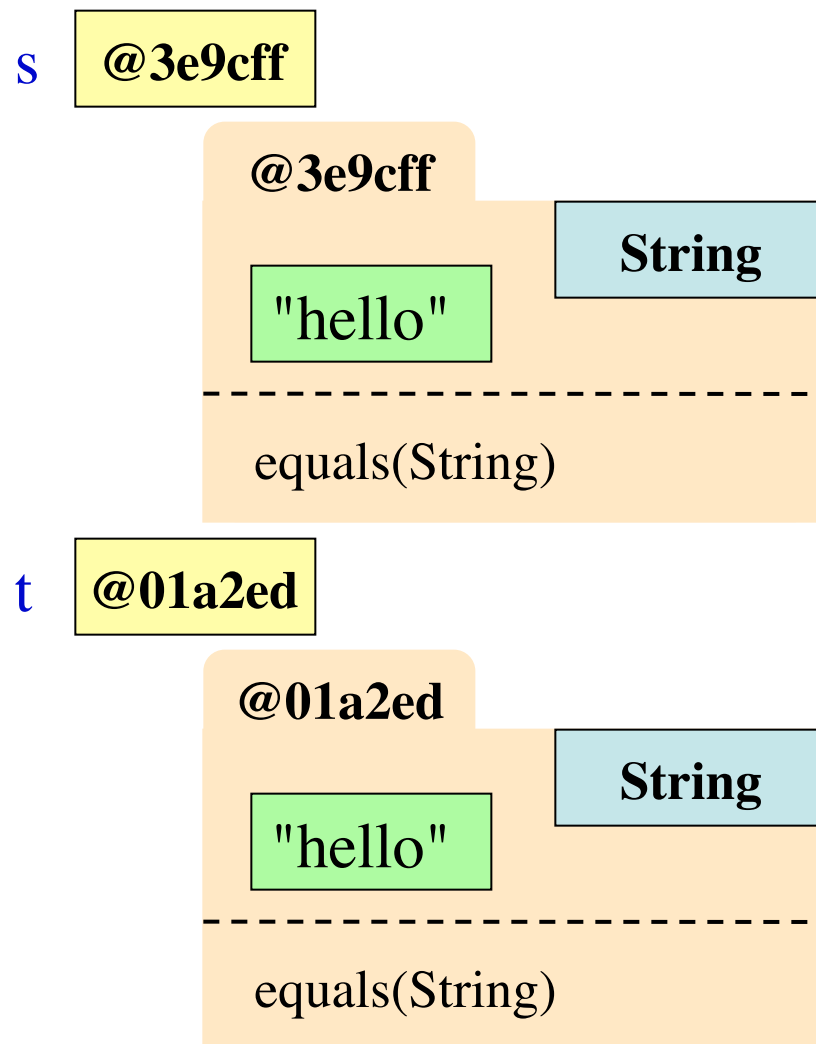 s @3e9cff
@3e9cff
String
"hello"
equals(String)
t @01a2ed
@01a2ed
String
"hello"
equals(String)